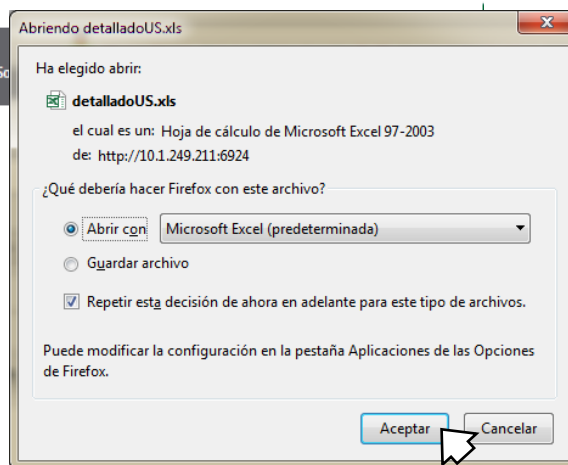 Abriendo detalladoUS.xls
So
Ha elegido abrir:
detalladoUS.xls
el cual es un: Hoja de cálculo de Microsoft Excel 97-2003
de: http://10.1.249.211:6924
¿Qué debería hacer Firefox con este archivo?
Abrir con Microsoft Excel (predeterminada)
Guardar archivo
Repetir esta decisión de ahora en adelante para este tipo de archivos.
Puede modificar la configuración en la pestaña Aplicaciones de las Opciones
de Firefox.
Aceptar Cancelar